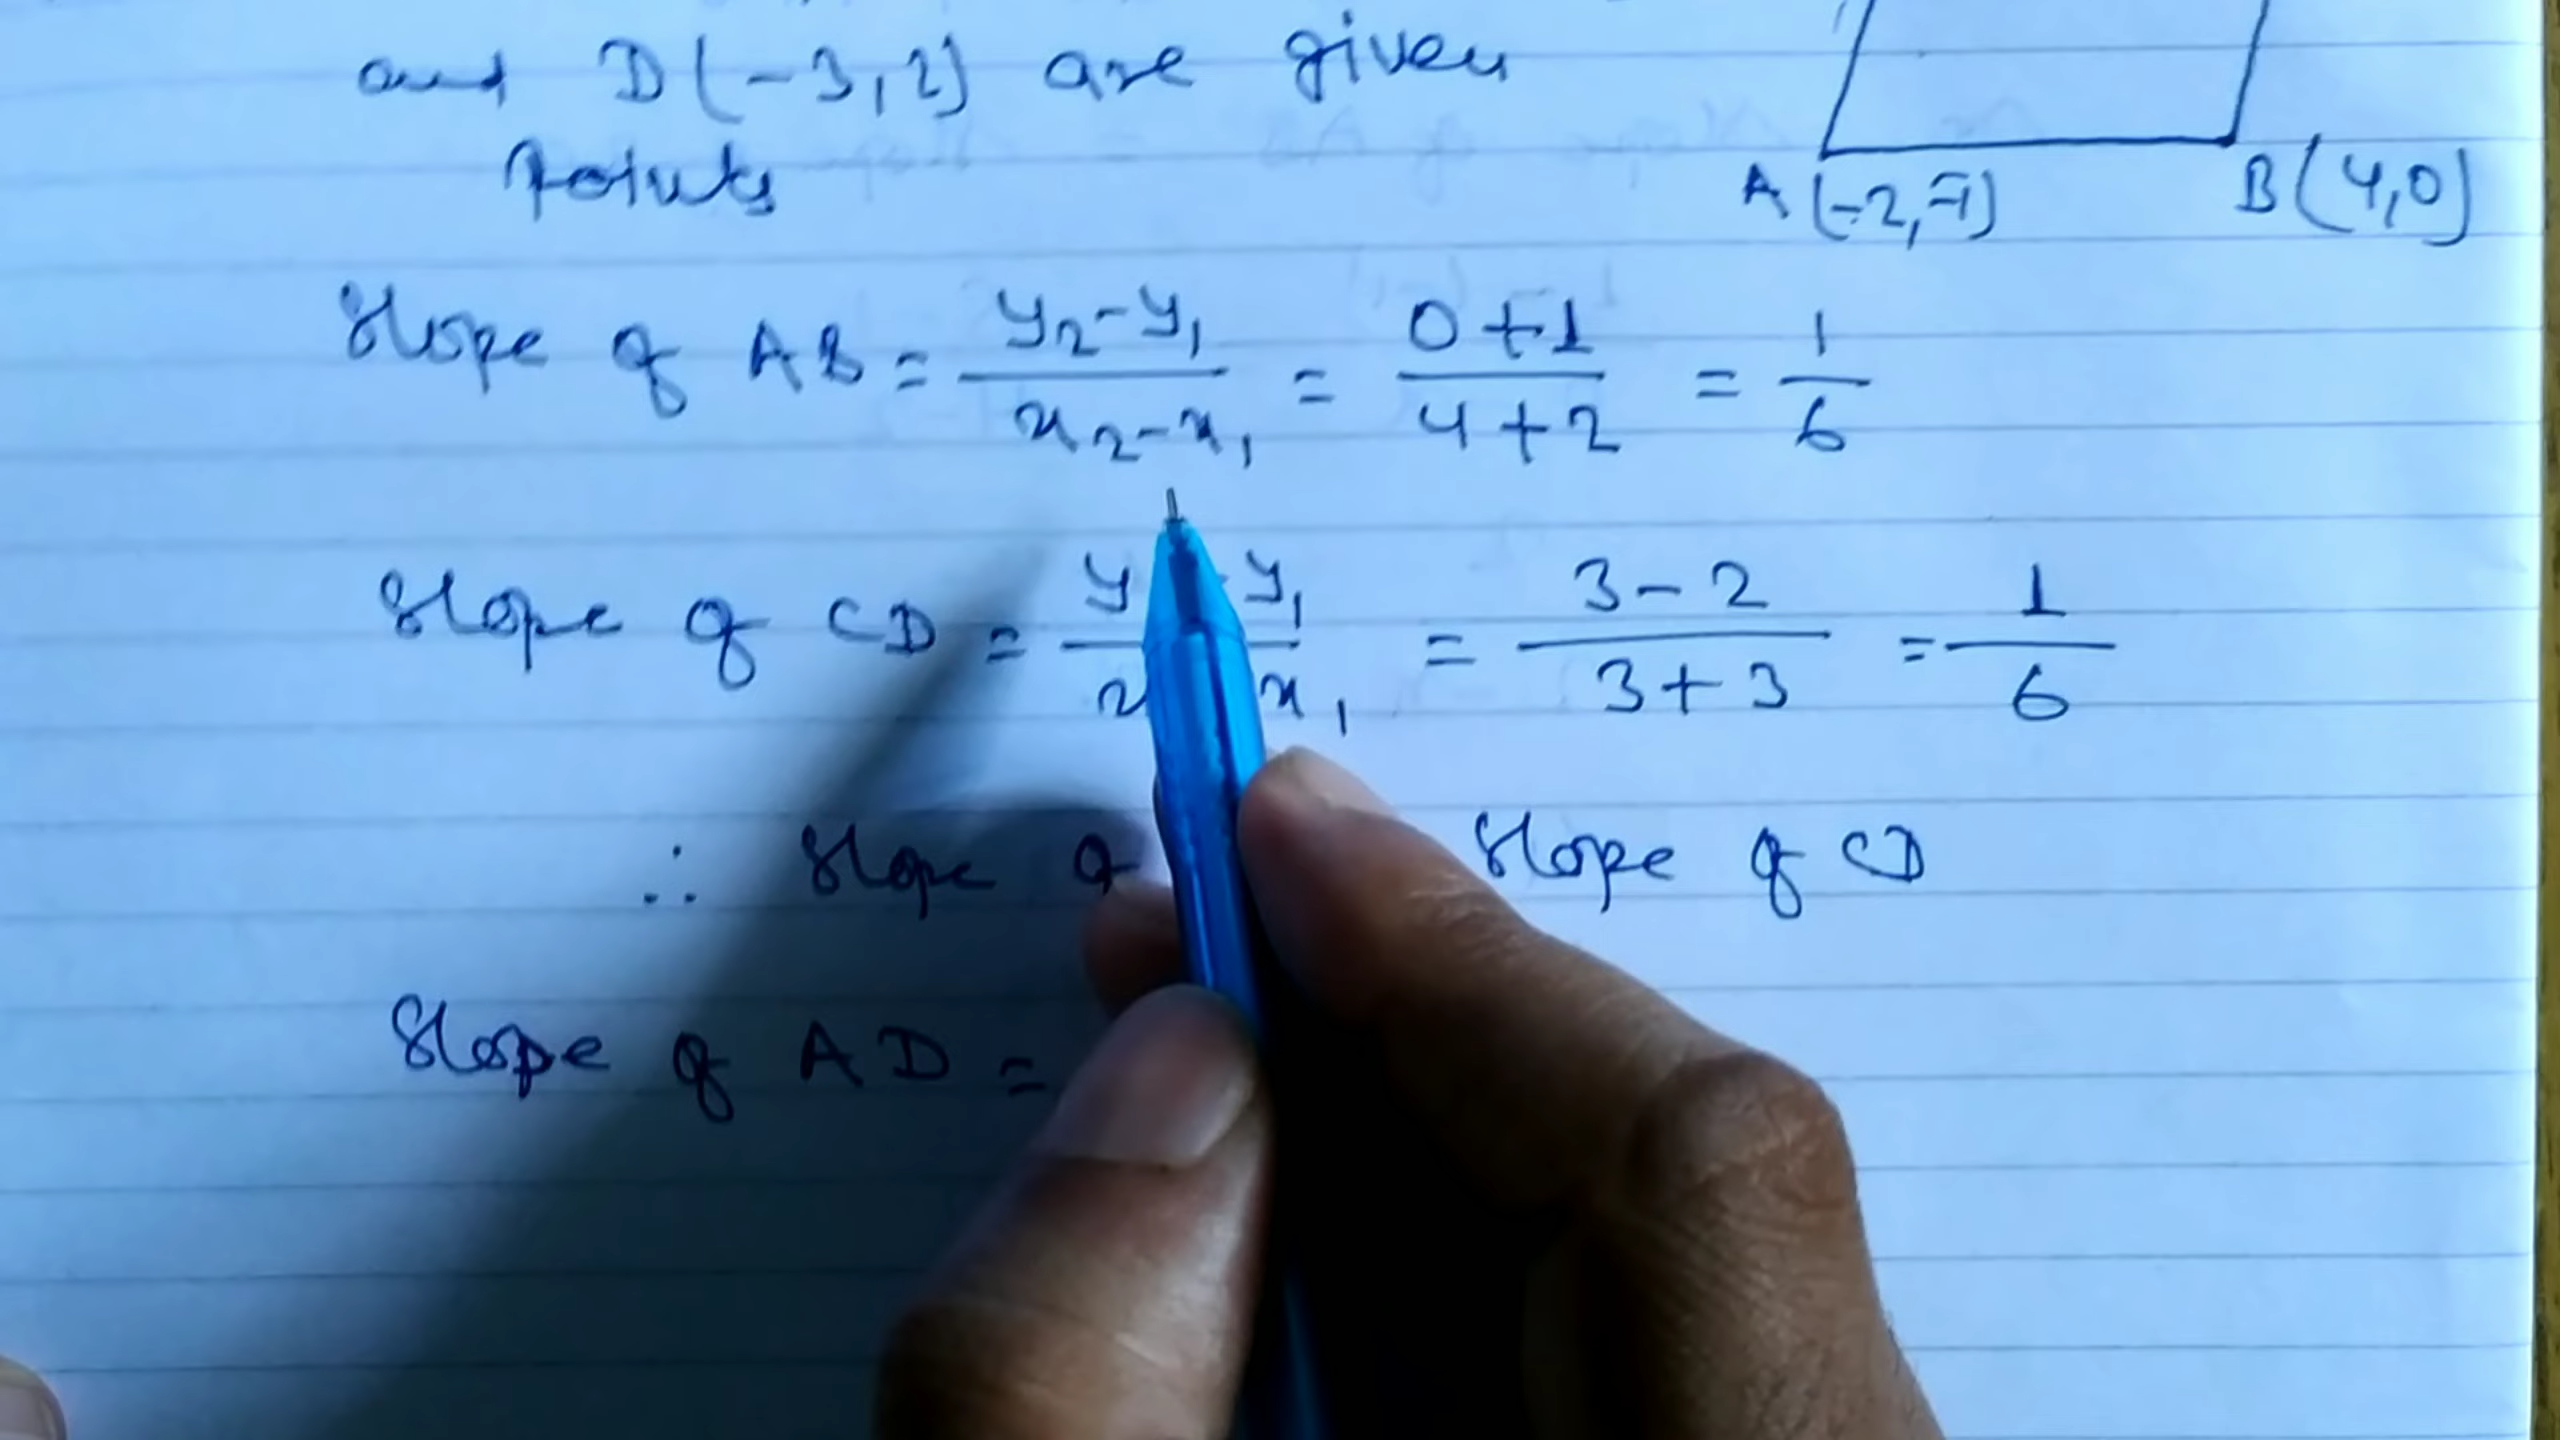 and D(-3,2) are given
Points
A(-2,-1) B(4,0)
Slope of AB = y₂-y₁/x₂-x₁ = 0+1/4+2 = 1/6
Slope of CD = y -y₁/x₁ = 3-2/3+3 = 1/6
∴ Slope Slope of CD
Slope of AD =